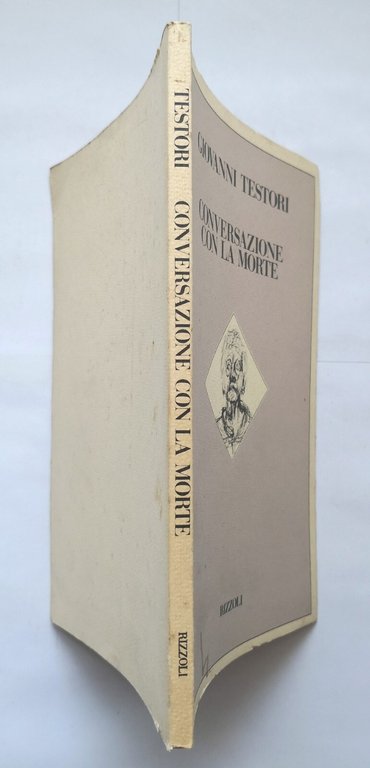 TESTORI CONVERSAZIONE CON LA MORTE RIZZOLI
GIOVANNI TESTORI
CONVERSAZIONE
CON LA MORTE
RIZZOLI